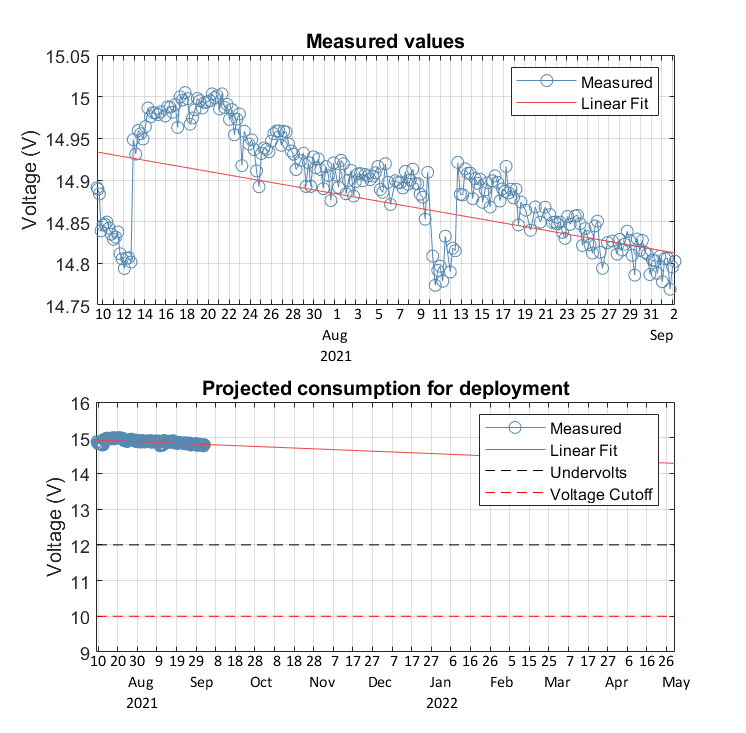 Measured values
15.05
15
14.95
14.9
14.85
14.8
14.75
Voltage (V)
Measured
Linear Fit
10 12 14 16 18 20 22 24 26 28 30 1 3 5 7 9 11 13 15 17 19 21 23 25 27 29 31 2
Aug Sep
2021
Projected consumption for deployment
16
15
14
13
12
11
10
9
Voltage (V)
Measured
Linear Fit
Undervolts
Voltage Cutoff
10 20 30 9 19 29 8 18 28 8 18 28 7 17 27 7 17 27 6 16 26 5 15 25 7 17 27 6 16 26
Aug Sep Oct Nov Dec Jan Feb Mar Apr May
2021 2022